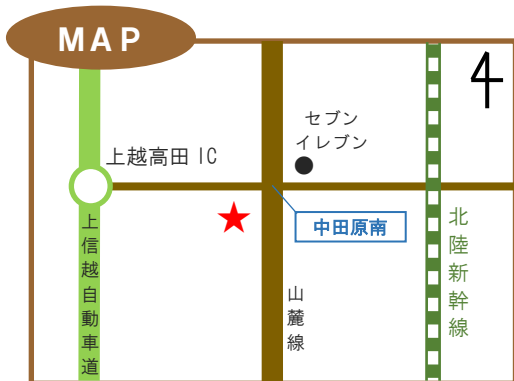 MAP
セブン
イレブン
上越高田 IC
中田原南
上信越自動車道
山麓線
北陸新幹線